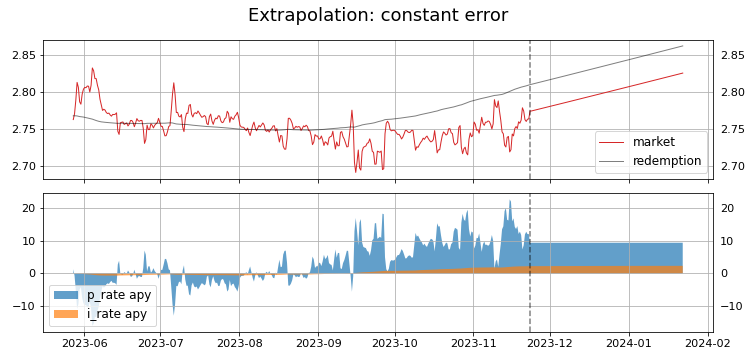 Extrapolation: constant error
2.85 2.85
2.80 2.80
2.75 2.75
2.70 2.70
market
redemption
20 20
10 10
0 0
−10 −10
p_rate apy
i_rate apy
2023-06 2023-07 2023-08 2023-09 2023-10 2023-11 2023-12 2024-01 2024-02